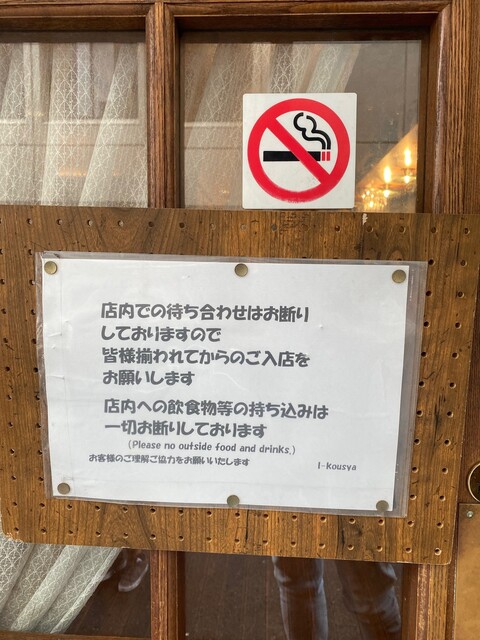 店内での待ち合わせはお断り
しておりますので
皆様揃われてからのご入店を
お願いします
店内への飲食物等の持ち込みは
一切お断りしております
(Please no outside food and drinks.)
お客様のご理解ご協力をお願いいたします
I-kousya